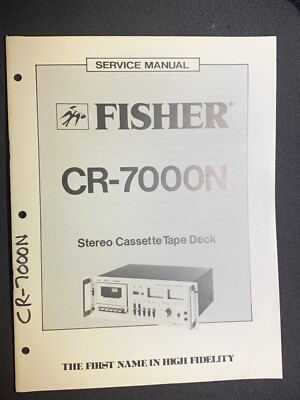 SERVICE MANUAL
FISHER®
CR-7000N
Stereo Cassette Tape Deck
CR-7000N
THE FIRST NAME IN HIGH FIDELITY